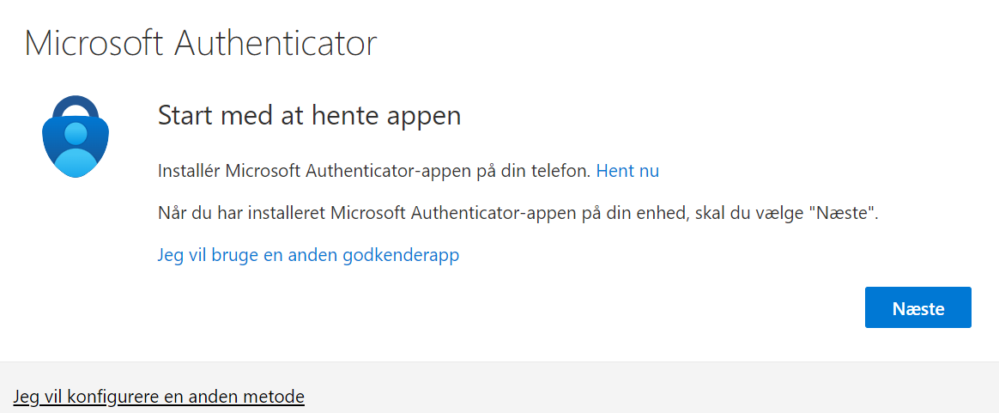 Microsoft Authenticator
Start med at hente appen
Installér Microsoft Authenticator-appen på din telefon. Hent nu
Når du har installeret Microsoft Authenticator-appen på din enhed, skal du vælge "Næste".
Jeg vil bruge en anden godkenderapp
Næste
Jeg vil konfigurere en anden metode